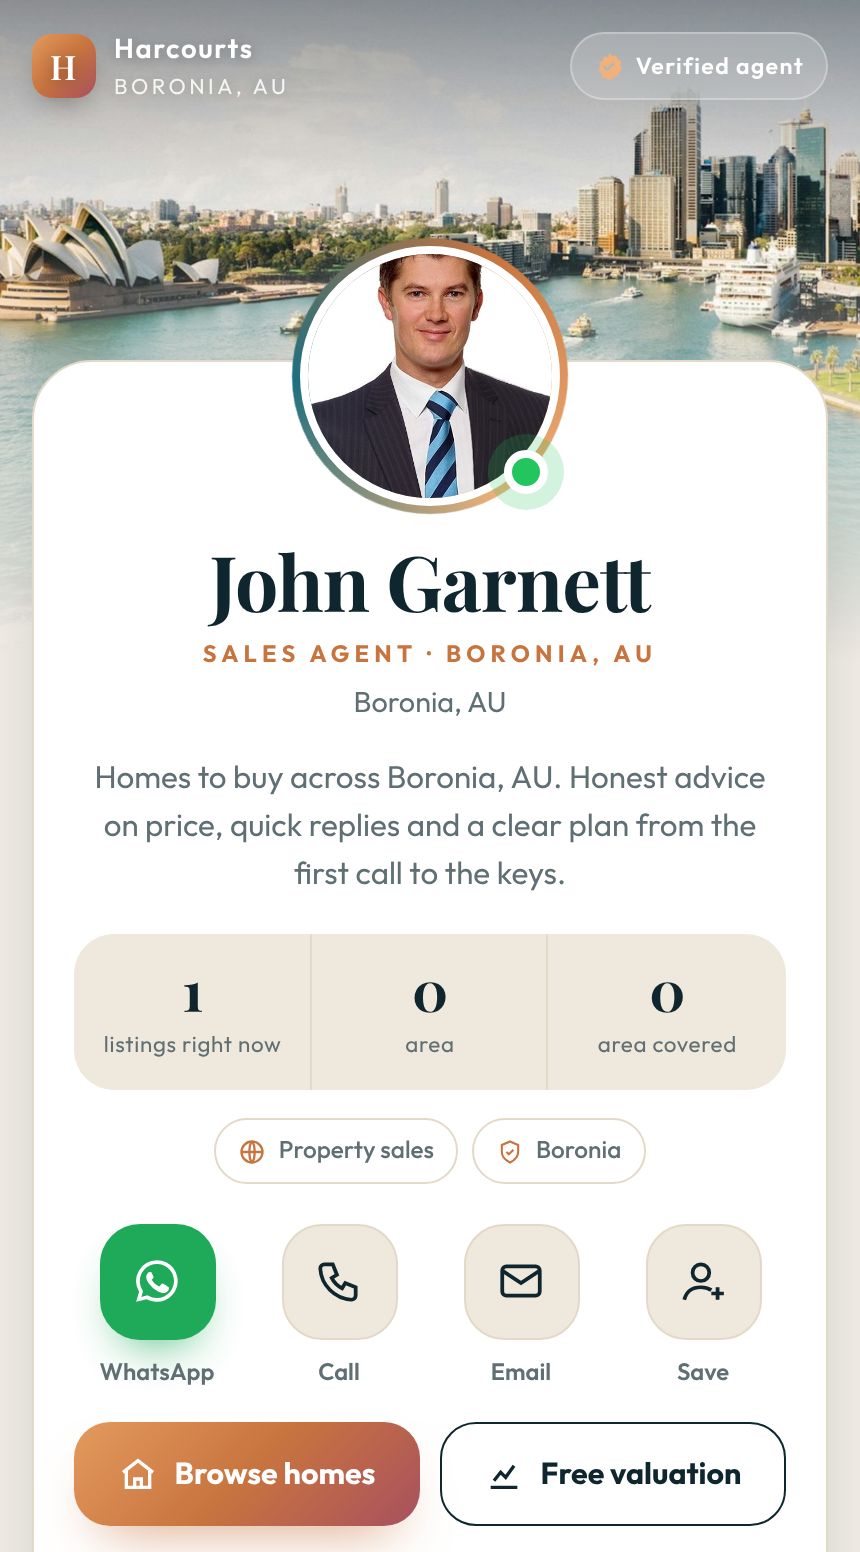 H
Harcourts
BORONIA, AU
Verified agent
John Garnett
SALES AGENT · BORONIA, AU
Boronia, AU
Homes to buy across Boronia, AU. Honest advice
on price, quick replies and a clear plan from the
first call to the keys.
1
listings right now
0
area
0
area covered
Property sales
Boronia
WhatsApp
Call
Email
Save
Browse homes
Free valuation